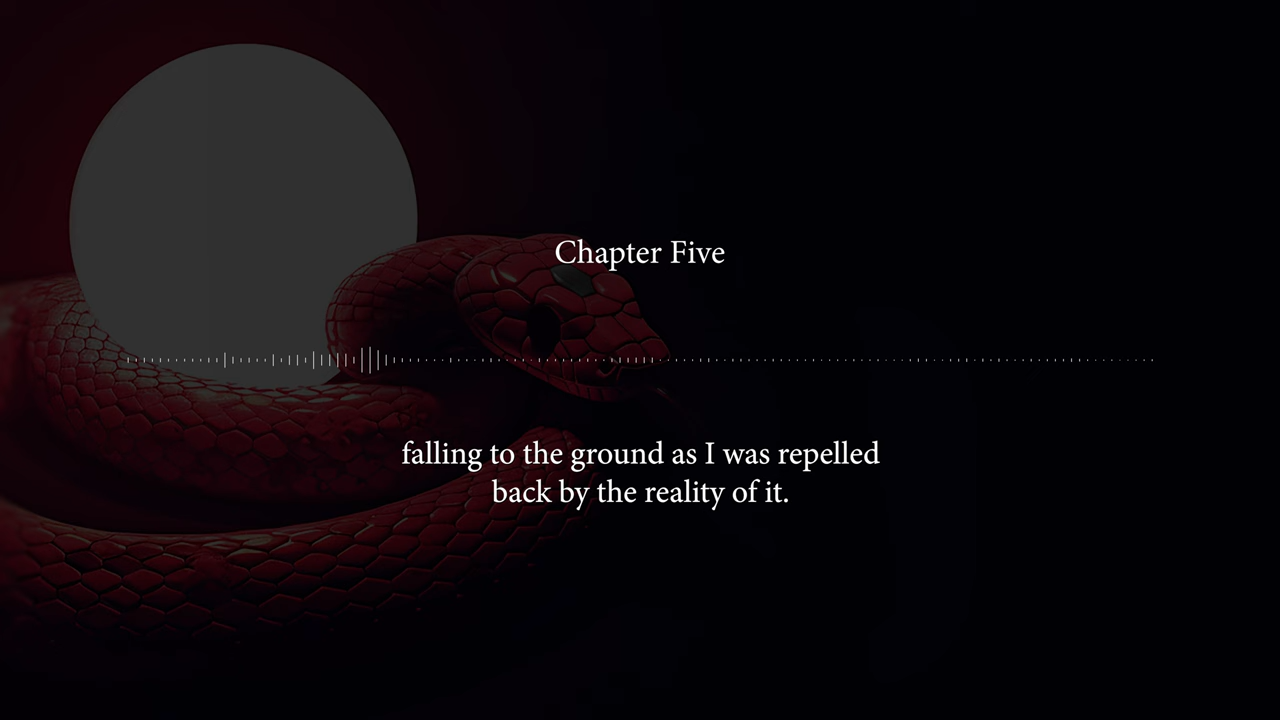 Chapter Five
falling to the ground as I was repelled
back by the reality of it.